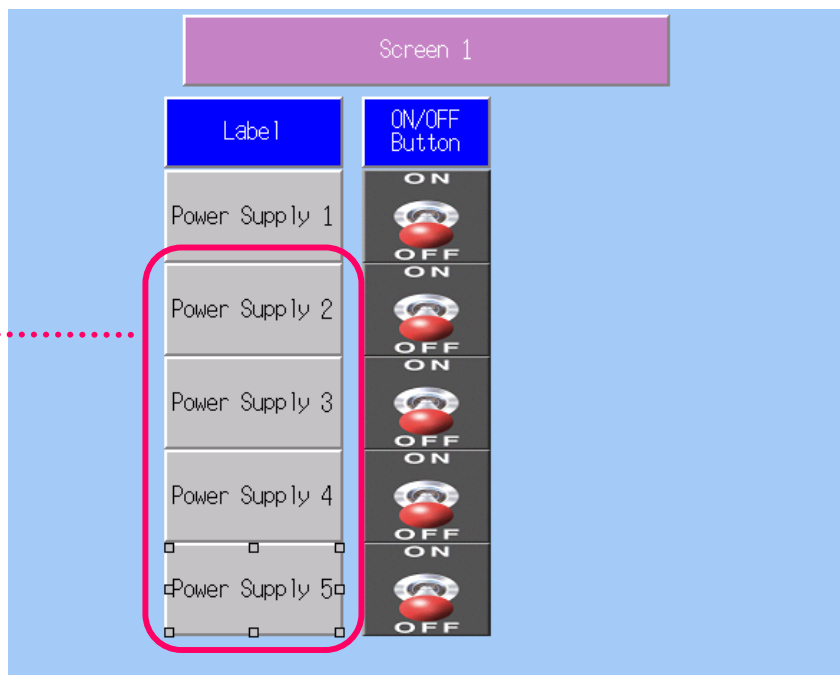 Screen 1
Label
ON/OFF
Button
Power Supply 1
ON
OFF
Power Supply 2
ON
OFF
Power Supply 3
ON
OFF
Power Supply 4
ON
OFF
Power Supply 5
ON
OFF